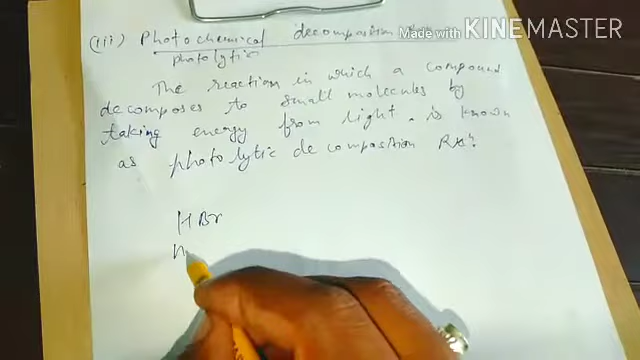 (iii) Photochemical decomposition
photolytic
Made with KINEMASTER
The reaction in which a compound
decomposes to small molecules by
taking energy from light. is known
as photolytic decomposition Rxn.
HBr